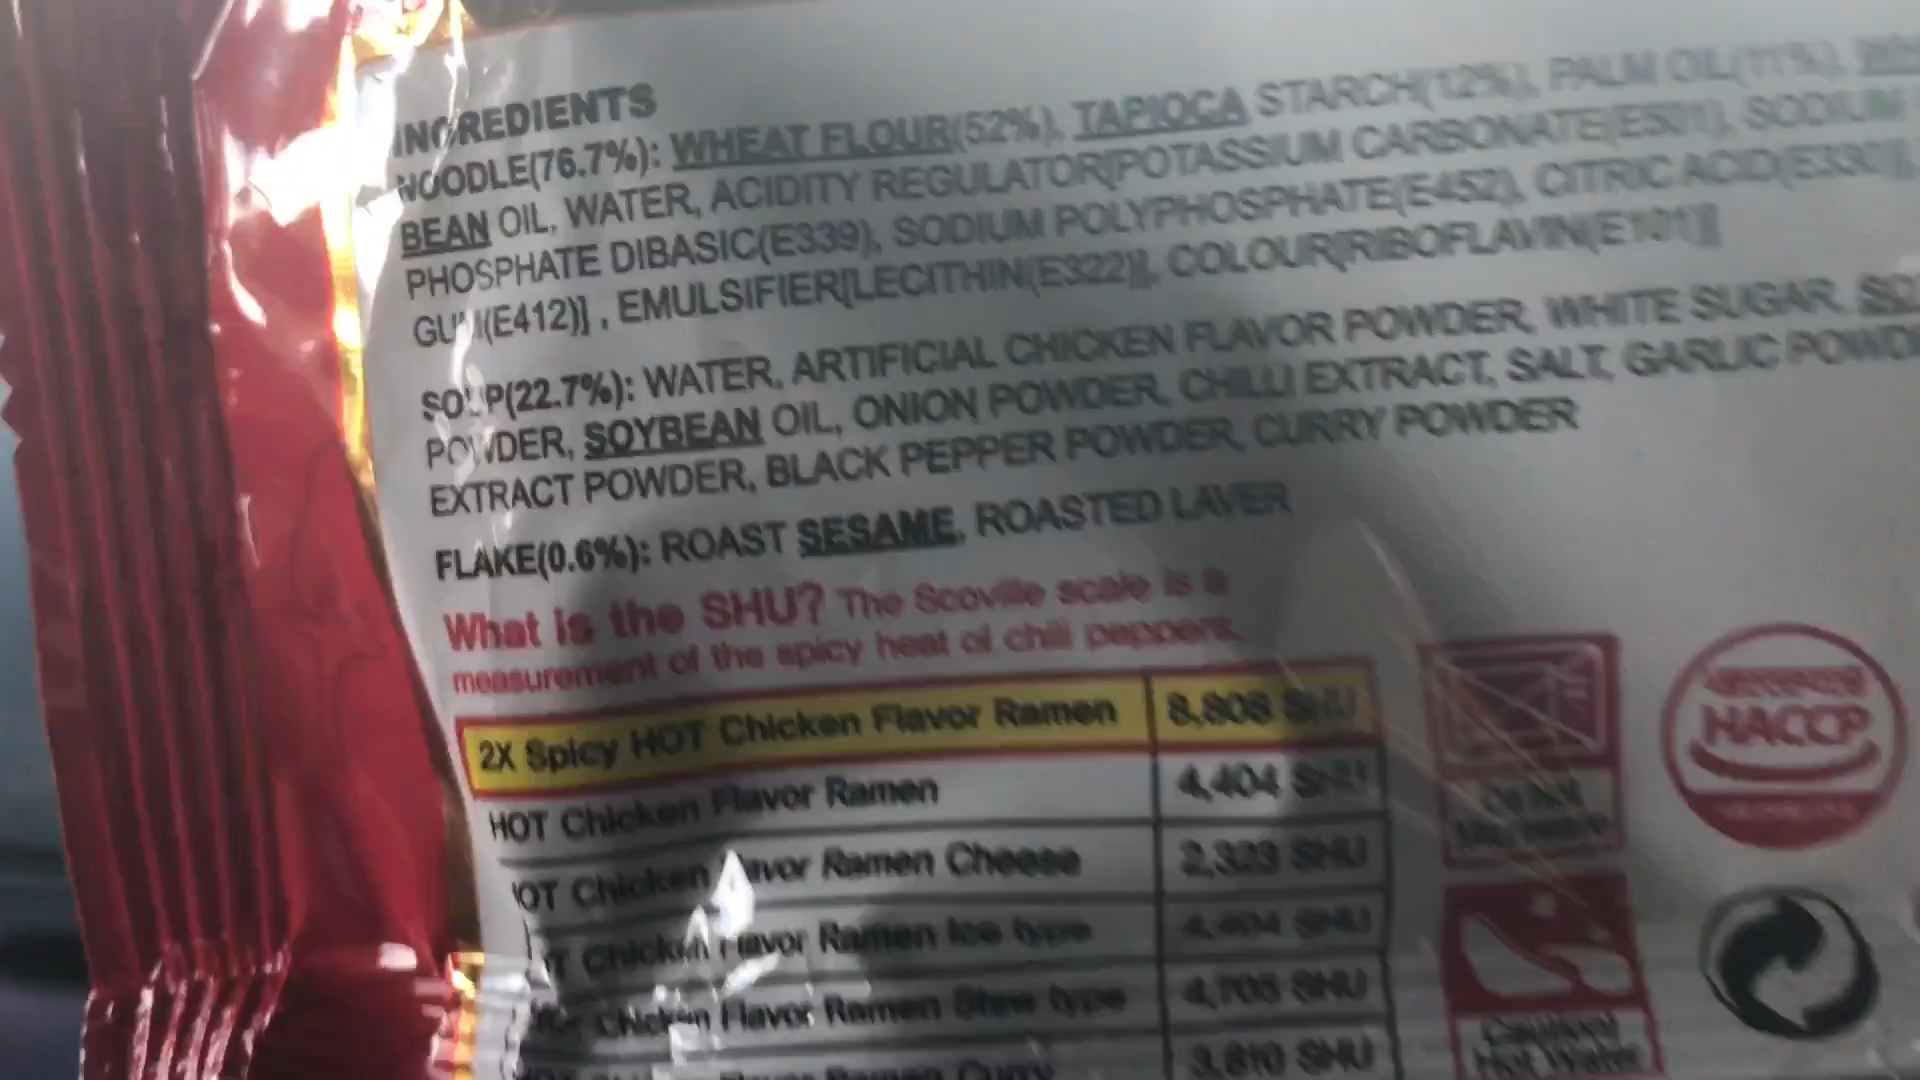 INGREDIENTS
NOODLE(76.7%): WHEAT FLOUR(52%), TAPIOCA STARCH(12%), PALM OIL(11%),
BEAN OIL, WATER, ACIDITY REGULATOR[POTASSIUM CARBONATE(E501), SODIUM
PHOSPHATE DIBASIC(E339), SODIUM POLYPHOSPHATE(E452), CITRIC ACID(E330)],
GUM(E412)], EMULSIFIER[LECITHIN(E322)], COLOUR[RIBOFLAVIN(E101)]
SOUP(22.7%): WATER, ARTIFICIAL CHICKEN FLAVOR POWDER, WHITE SUGAR,
POWDER, SOYBEAN OIL, ONION POWDER, CHILLI EXTRACT, SALT, GARLIC
EXTRACT POWDER, BLACK PEPPER POWDER, CURRY POWDER
FLAKE(0.6%): ROAST SESAME, ROASTED LAVER
What is the SHU? The Scoville scale is a
measurement of the spicy heat of chili peppers.
2X Spicy HOT Chicken Flavor Ramen 8,808 SHU
HOT Chicken Flavor Ramen 4,404 SHU
HOT Chicken Flavor Ramen Cheese 2,323 SHU
Chicken Flavor Ramen Ice type 4,404 SHU
Chicken Flavor Ramen Stew type 4,705 SHU
Ramen Curry 3,810 SHU
Do Not
HACCP
Caution!
Hot Water